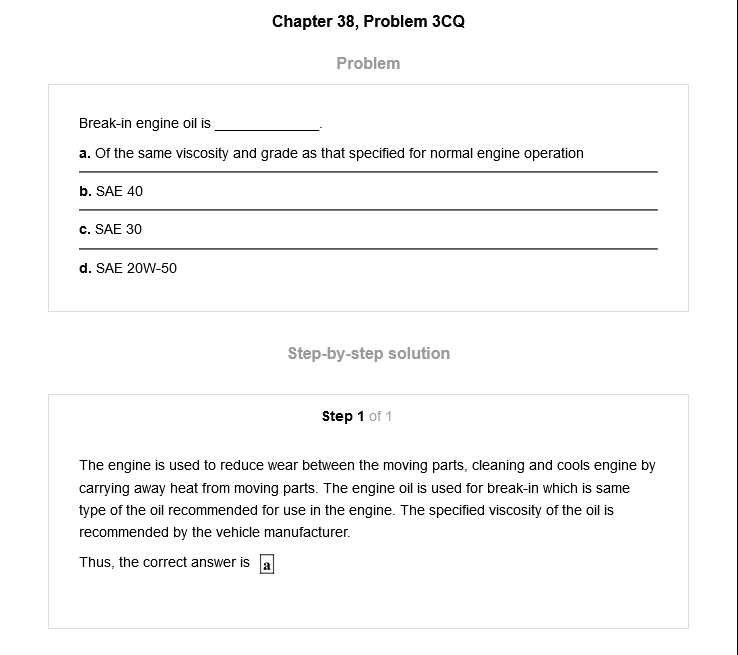 Chapter 38, Problem 3CQ
Problem
Break-in engine oil is _____________.
a. Of the same viscosity and grade as that specified for normal engine operation
b. SAE 40
c. SAE 30
d. SAE 20W-50
Step-by-step solution
Step 1 of 1
The engine is used to reduce wear between the moving parts, cleaning and cools engine by
carrying away heat from moving parts. The engine oil is used for break-in which is same
type of the oil recommended for use in the engine. The specified viscosity of the oil is
recommended by the vehicle manufacturer.
Thus, the correct answer is a